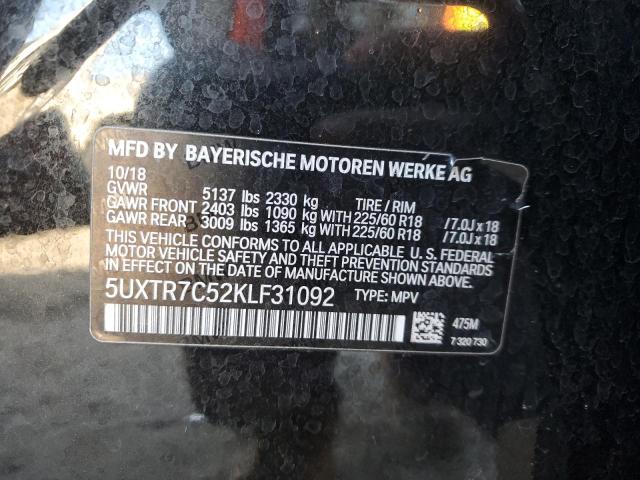 MFD BY BAYERISCHE MOTOREN WERKE AG
10/18
GVWR 5137 lbs 2330 kg TIRE / RIM
GAWR FRONT 2403 lbs 1090 kg WITH 225/60 R18 /7.0J x 18
GAWR REAR 3009 lbs 1365 kg WITH 225/60 R18 /7.0J x 18
THIS VEHICLE CONFORMS TO ALL APPLICABLE U. S. FEDERAL
MOTOR VEHICLE SAFETY AND THEFT PREVENTION STANDARDS
IN EFFECT ON THE DATE OF MANUFACTURE SHOWN ABOVE.
5UXTR7C52KLF31092 TYPE: MPV
475M
7 320 730